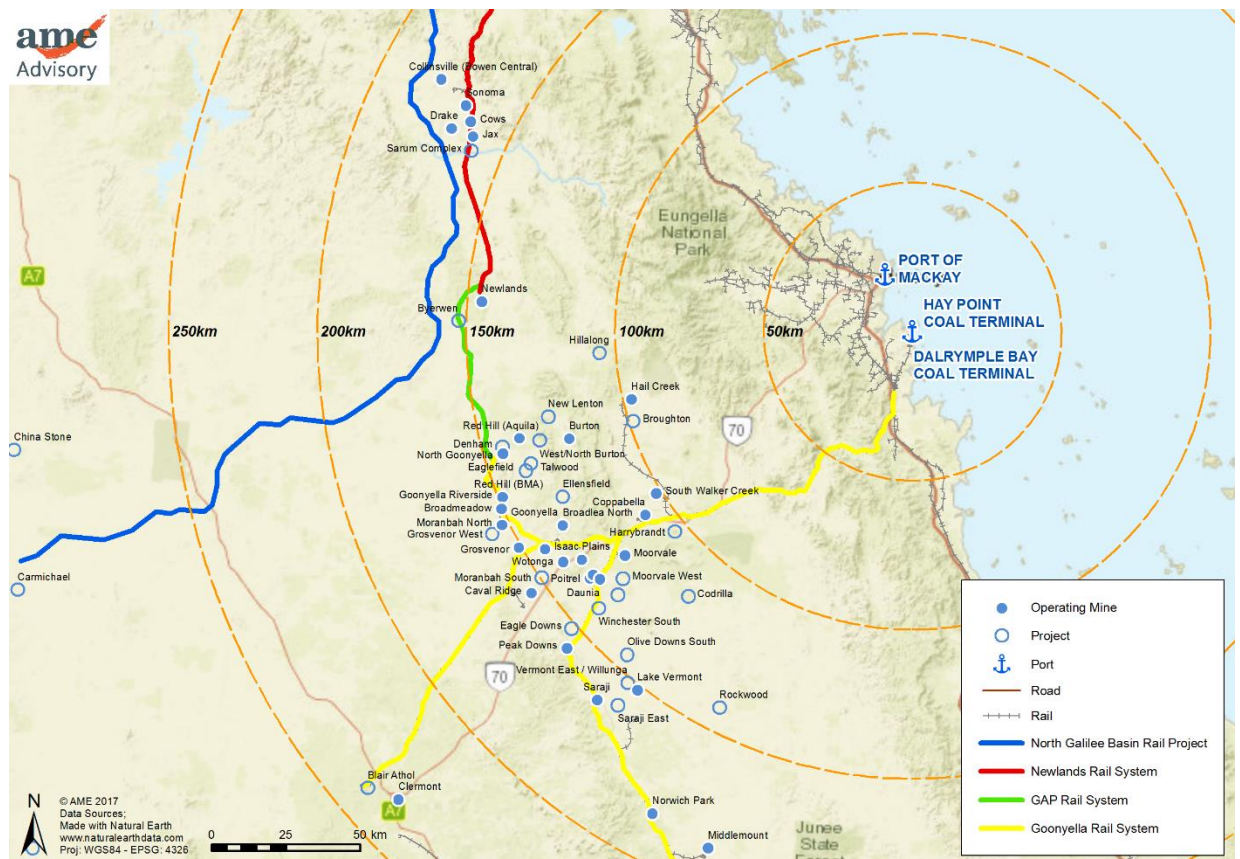 ame
Advisory
Collinsville (Bowen Central)
Sonoma
Drake
Cows
Jax
Sarum Complex
Eungella
National
Park
PORT OF
MACKAY
A7
Newlands
HAY POINT
COAL TERMINAL
Byerwen
250km
200km
150km
100km
50km
Hillalong
DALRYMPLE BAY
COAL TERMINAL
Hail Creek
New Lenton
Broughton
China Stone
Red Hill (Aquila)
Burton
70
Denham
West/North Burton
North Goonyella
Eaglefield
Talwood
Red Hill (BMA)
Ellensfield
Goonyella Riverside
South Walker Creek
Broadmeadow
Goonyella
Broadlea North
Coppabella
Moranbah North
Harrybrandt
Grosvenor West
Grosvenor
Isaac Plains
Moorvale
Wotonga
Carmichael
Moranbah South
Poitrel
Moorvale West
Caval Ridge
Daunia
Codrilla
Winchester South
Eagle Downs
Olive Downs South
Peak Downs
70
Vermont East / Willunga
Lake Vermont
Saraji
Rockwood
Saraji East
Blair Athol
Clermont
A7
Norwich Park
Middlemount
Junee
State
Forest
Operating Mine
Project
Port
Road
Rail
North Galilee Basin Rail Project
Newlands Rail System
GAP Rail System
Goonyella Rail System
N
© AME 2017
Data Sources;
Made with Natural Earth
www.naturalearthdata.com
Proj: WGS84 - EPSG: 4326
0 25 50 km